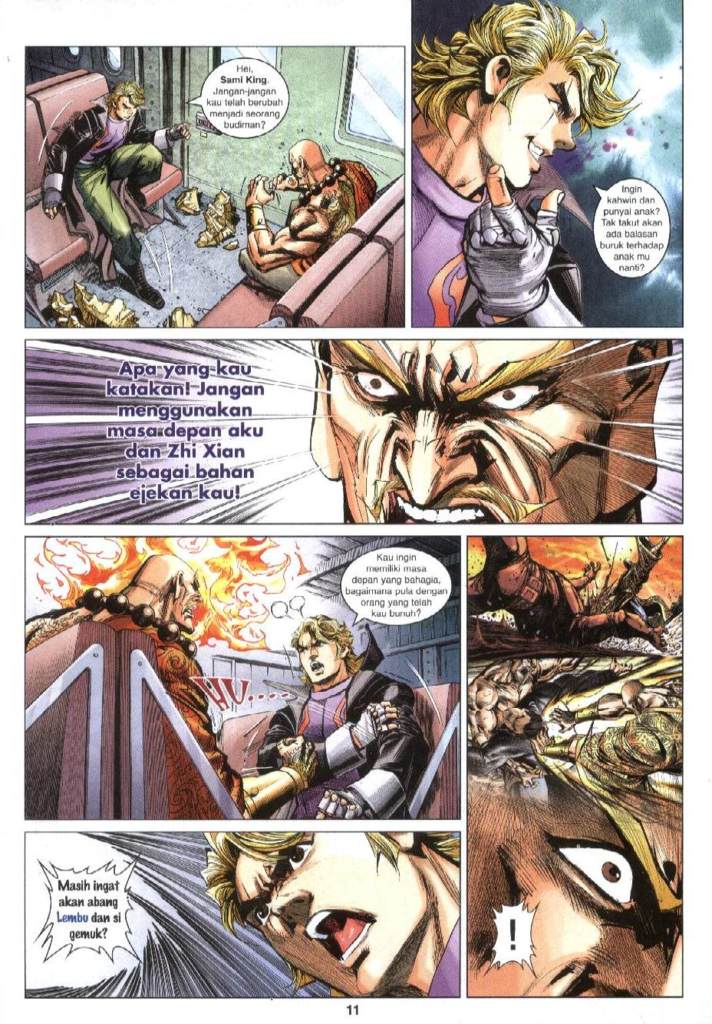 Hei,
Sami King.
Jangan-jangan
kau telah berubah
menjadi seorang
budiman?
Ingin
kahwin dan
punyai anak?
Tak takut akan
ada balasan
buruk terhadap
anak mu
nanti?
Apa yang kau
katakan! Jangan
menggunakan
masa depan aku
dan Zhi Xian
sebagai bahan
ejekan kau!
Kau ingin
memiliki masa
depan yang bahagia,
bagaimana pula dengan
orang yang telah
kau bunuh?
HU....
Masih ingat
akan abang
Lembu dan si
gemuk?
!
11